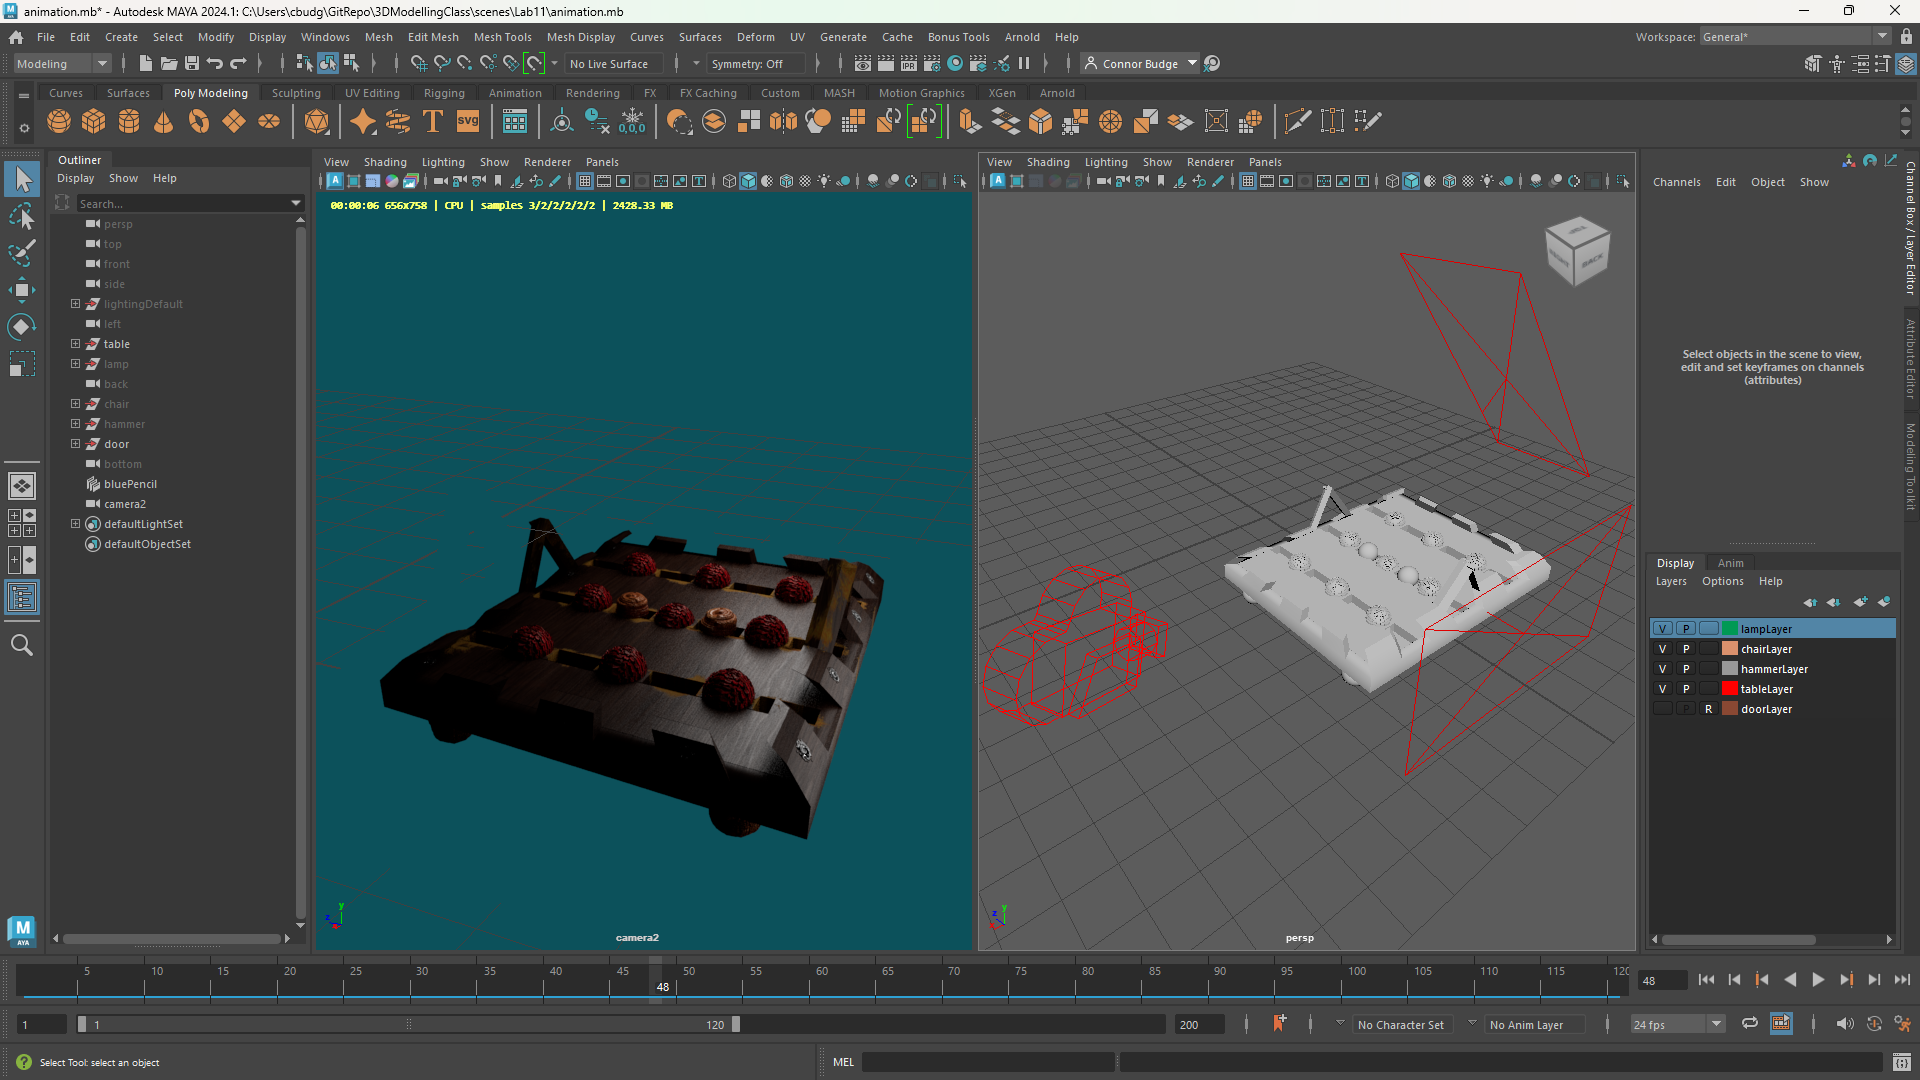 animation.mb* - Autodesk MAYA 2024.1: C:\Users\cbudg\GitRepo\3DModellingClass\scenes\Lab11\animation.mb
File Edit Create Select Modify Display Windows Mesh Edit Mesh Mesh Tools Mesh Display Curves Surfaces Deform UV Generate Cache Bonus Tools Arnold Help
Workspace: General*
Modeling
No Live Surface
Symmetry: Off
Connor Budge
Curves Surfaces Poly Modeling Sculpting UV Editing Rigging Animation Rendering FX FX Caching Custom MASH Motion Graphics XGen Arnold
Outliner
Display Show Help
Search...
persp
top
front
side
lightingDefault
left
table
lamp
back
chair
hammer
door
bottom
bluePencil
camera2
defaultLightSet
defaultObjectSet
View Shading Lighting Show Renderer Panels
00:00:06 656x758 | CPU | samples 3/2/2/2/2/2 | 2428.33 MB
camera2
View Shading Lighting Show Renderer Panels
BACK
persp
Channels Edit Object Show
Select objects in the scene to view,
edit and set keyframes on channels
(attributes)
Channel Box / Layer Editor
Attribute Editor
Modeling Toolkit
Display Anim
Layers Options Help
V P lampLayer
V P chairLayer
V P hammerLayer
V P tableLayer
P R doorLayer
5 10 15 20 25 30 35 40 45 50 55 60 65 70 75 80 85 90 95 100 105 110 115 120
48
48
1
1
120
200
No Character Set
No Anim Layer
24 fps
Select Tool: select an object
MEL